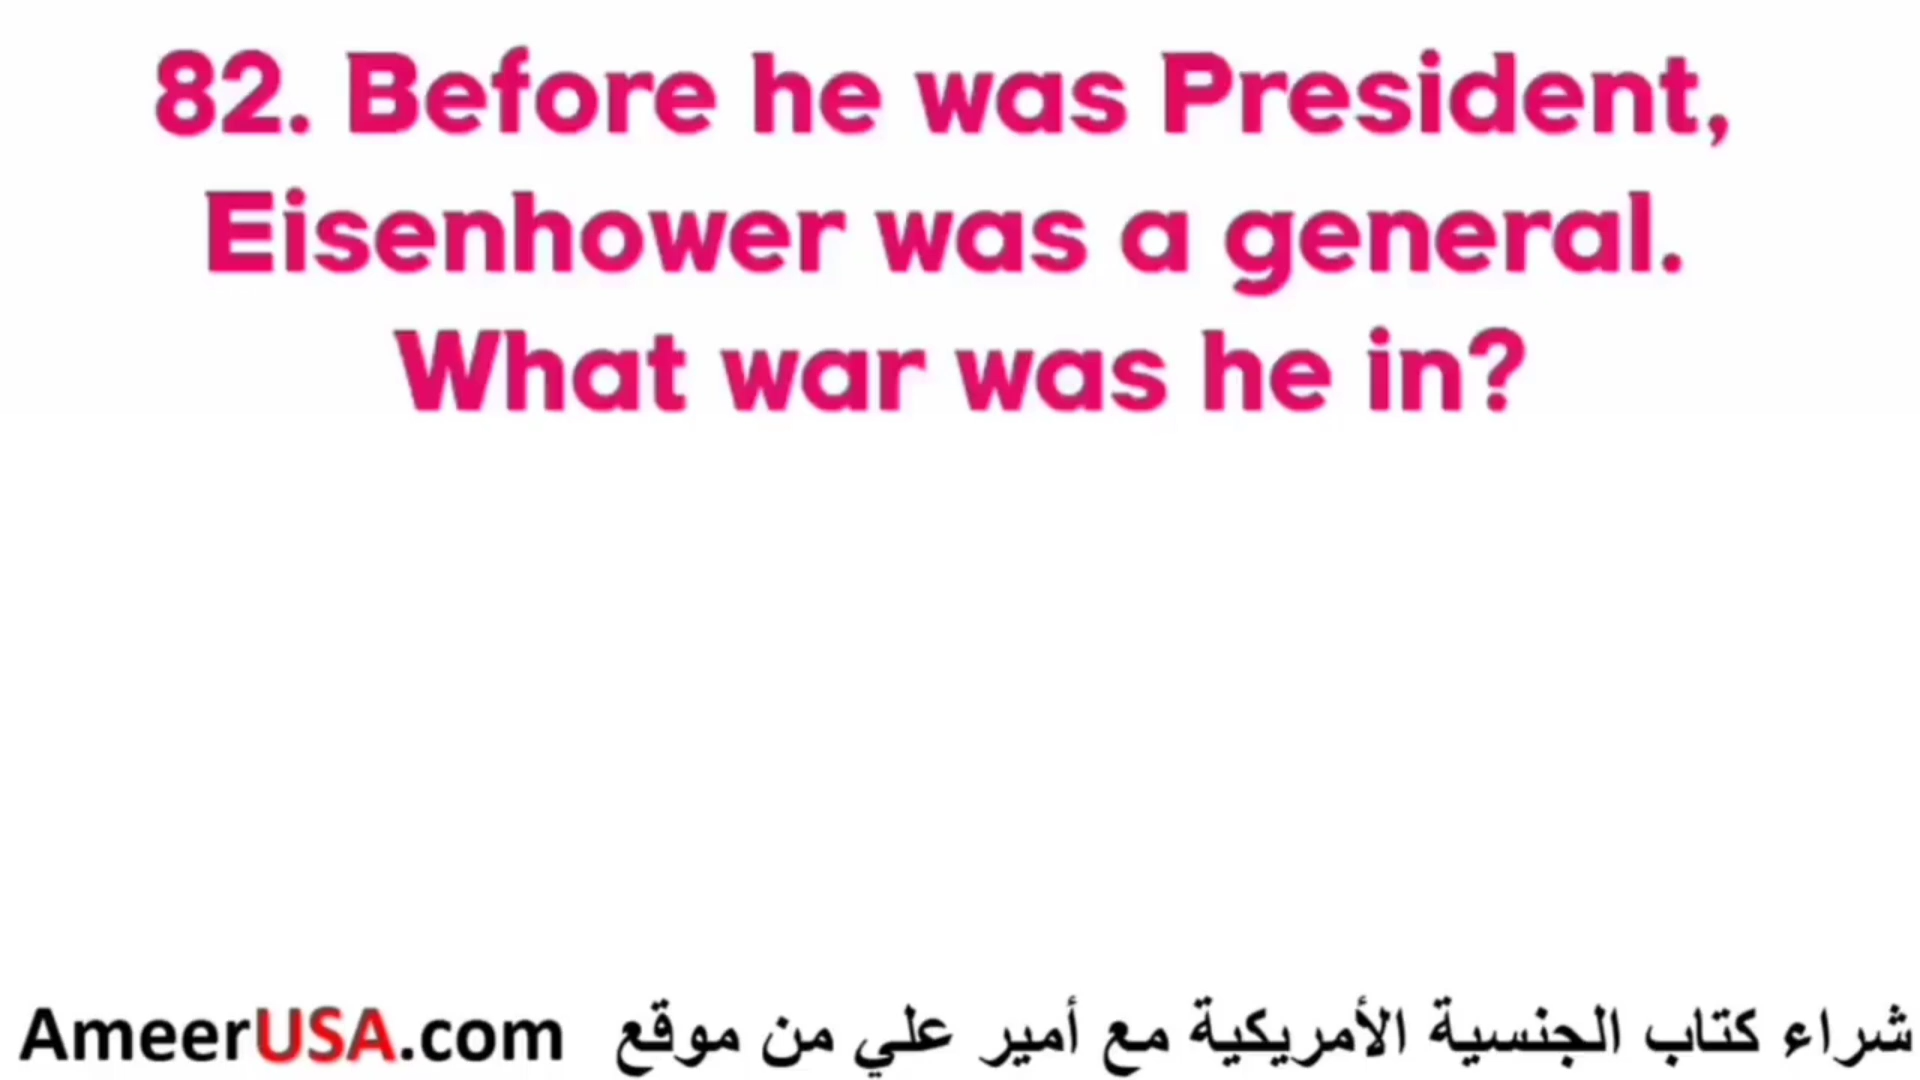 82. Before he was President,
Eisenhower was a general.
What war was he in?
شراء كتاب الجنسية الأمريكية مع أمير علي من موقع AmeerUSA.com